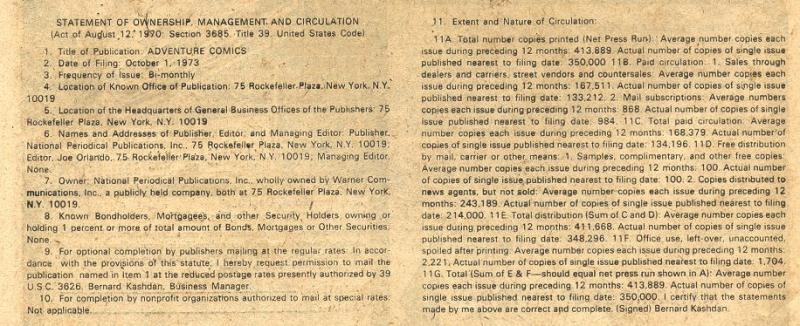 STATEMENT OF OWNERSHIP, MANAGEMENT AND CIRCULATION
(Act of August 12, 1970: Section 3685. Title 39. United States Code)
1. Title of Publication: ADVENTURE COMICS
2. Date of Filing: October 1, 1973
3. Frequency of Issue: Bi-monthly
4. Location of Known Office of Publication: 75 Rockefeller Plaza, New York, N.Y.
10019
5. Location of the Headquarters of General Business Offices of the Publishers: 75
Rockefeller Plaza, New York, N.Y. 10019
6. Names and Addresses of Publisher, Editor, and Managing Editor: Publisher,
National Periodical Publications, Inc., 75 Rockefeller Plaza, New York, N.Y. 10019;
Editor, Joe Orlando, 75 Rockefeller Plaza, New York, N.Y. 10019; Managing Editor,
None.
7. Owner: National Periodical Publications, Inc., wholly owned by Warner Com-
munications, Inc., a publicly held company, both at 75 Rockefeller Plaza, New York,
N.Y. 10019.
8. Known Bondholders, Mortgagees, and other Security Holders owning or
holding 1 percent or more of total amount of Bonds, Mortgages or Other Securities:
None.
9. For optional completion by publishers mailing at the regular rates: In accor-
dance with the provisions of this statute, I hereby request permission to mail the
publication named in Item 1 at the reduced postage rates presently authorized by 39
U.S.C. 3626. Bernard Kashdan, Business Manager.
10. For completion by nonprofit organizations authorized to mail at special rates:
Not applicable.
11. Extent and Nature of Circulation:
11A. Total number copies printed (Net Press Run): Average number copies each
issue during preceding 12 months: 413,889. Actual number of copies of single issue
published nearest to filing date: 350,000 11B. Paid circulation: 1. Sales through
dealers and carriers, street vendors and countersales: Average number copies each
issue during preceding 12 months: 167,511. Actual number of copies of single issue
published nearest to filing date: 133,212. 2. Mail subscriptions: Average numbers
copies each issue during preceding 12 months: 868. Actual number of copies of single
issue published nearest to filing date: 984. 11C. Total paid circulation: Average
number copies each issue during preceding 12 months: 168,379. Actual number of
copies of single issue published nearest to filing date: 134,196. 11D. Free distribution
by mail, carrier or other means: 1. Samples, complimentary, and other free copies:
Average number copies each issue during preceding 12 months: 100. Actual number
of copies of single issue published nearest to filing date: 100. 2. Copies distributed to
news agents, but not sold: Average number copies each issue during preceding 12
months: 243,189. Actual number of copies of single issue published nearest to filing
date: 214,000. 11E. Total distribution (Sum of C and D): Average number copies each
issue during preceding 12 months: 411,668. Actual number of copies of single issue
published nearest to filing date: 348,296. 11F. Office use, left-over, unaccounted,
spoiled after printing: Average number copies each issue during preceding 12 months:
2,221, Actual number of copies of single issue published nearest to filing date: 1,704.
11G. Total (Sum of E & F—should equal net press run shown in A): Average number
copies each issue during preceding 12 months: 413,889. Actual number of copies of
single issue published nearest to filing date: 350,000. I certify that the statements
made by me above are correct and complete. (Signed) Bernard Kashdan.